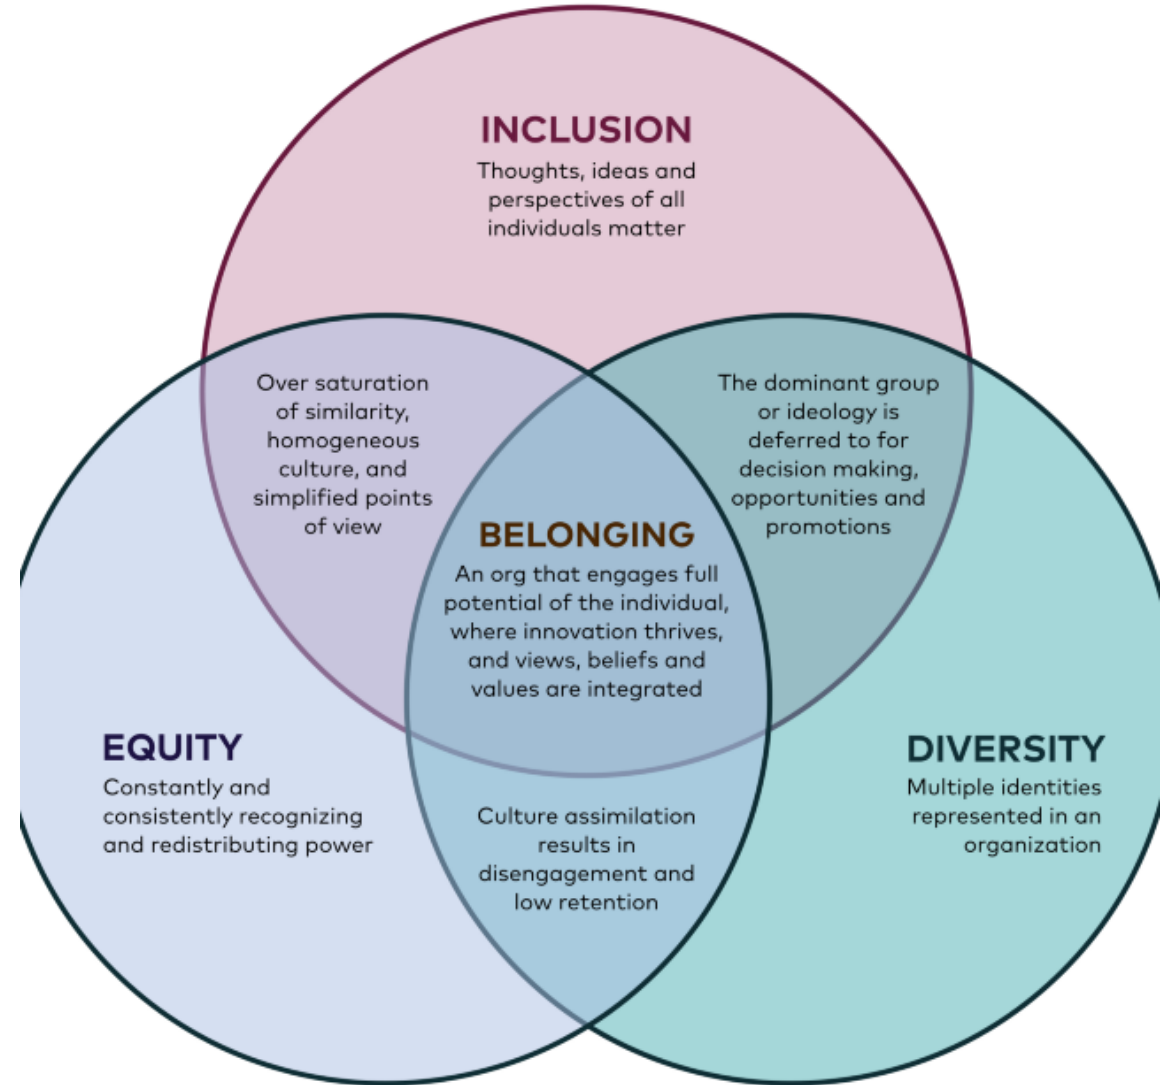 INCLUSION
Thoughts, ideas and
perspectives of all
individuals matter
Over saturation
of similarity,
homogeneous
culture, and
simplified points
of view
The dominant group
or ideology is
deferred to for
decision making,
opportunities and
promotions
BELONGING
An org that engages full
potential of the individual,
where innovation thrives,
and views, beliefs and
values are integrated
EQUITY
Constantly and
consistently recognizing
and redistributing power
DIVERSITY
Multiple identities
represented in an
organization
Culture assimilation
results in
disengagement and
low retention